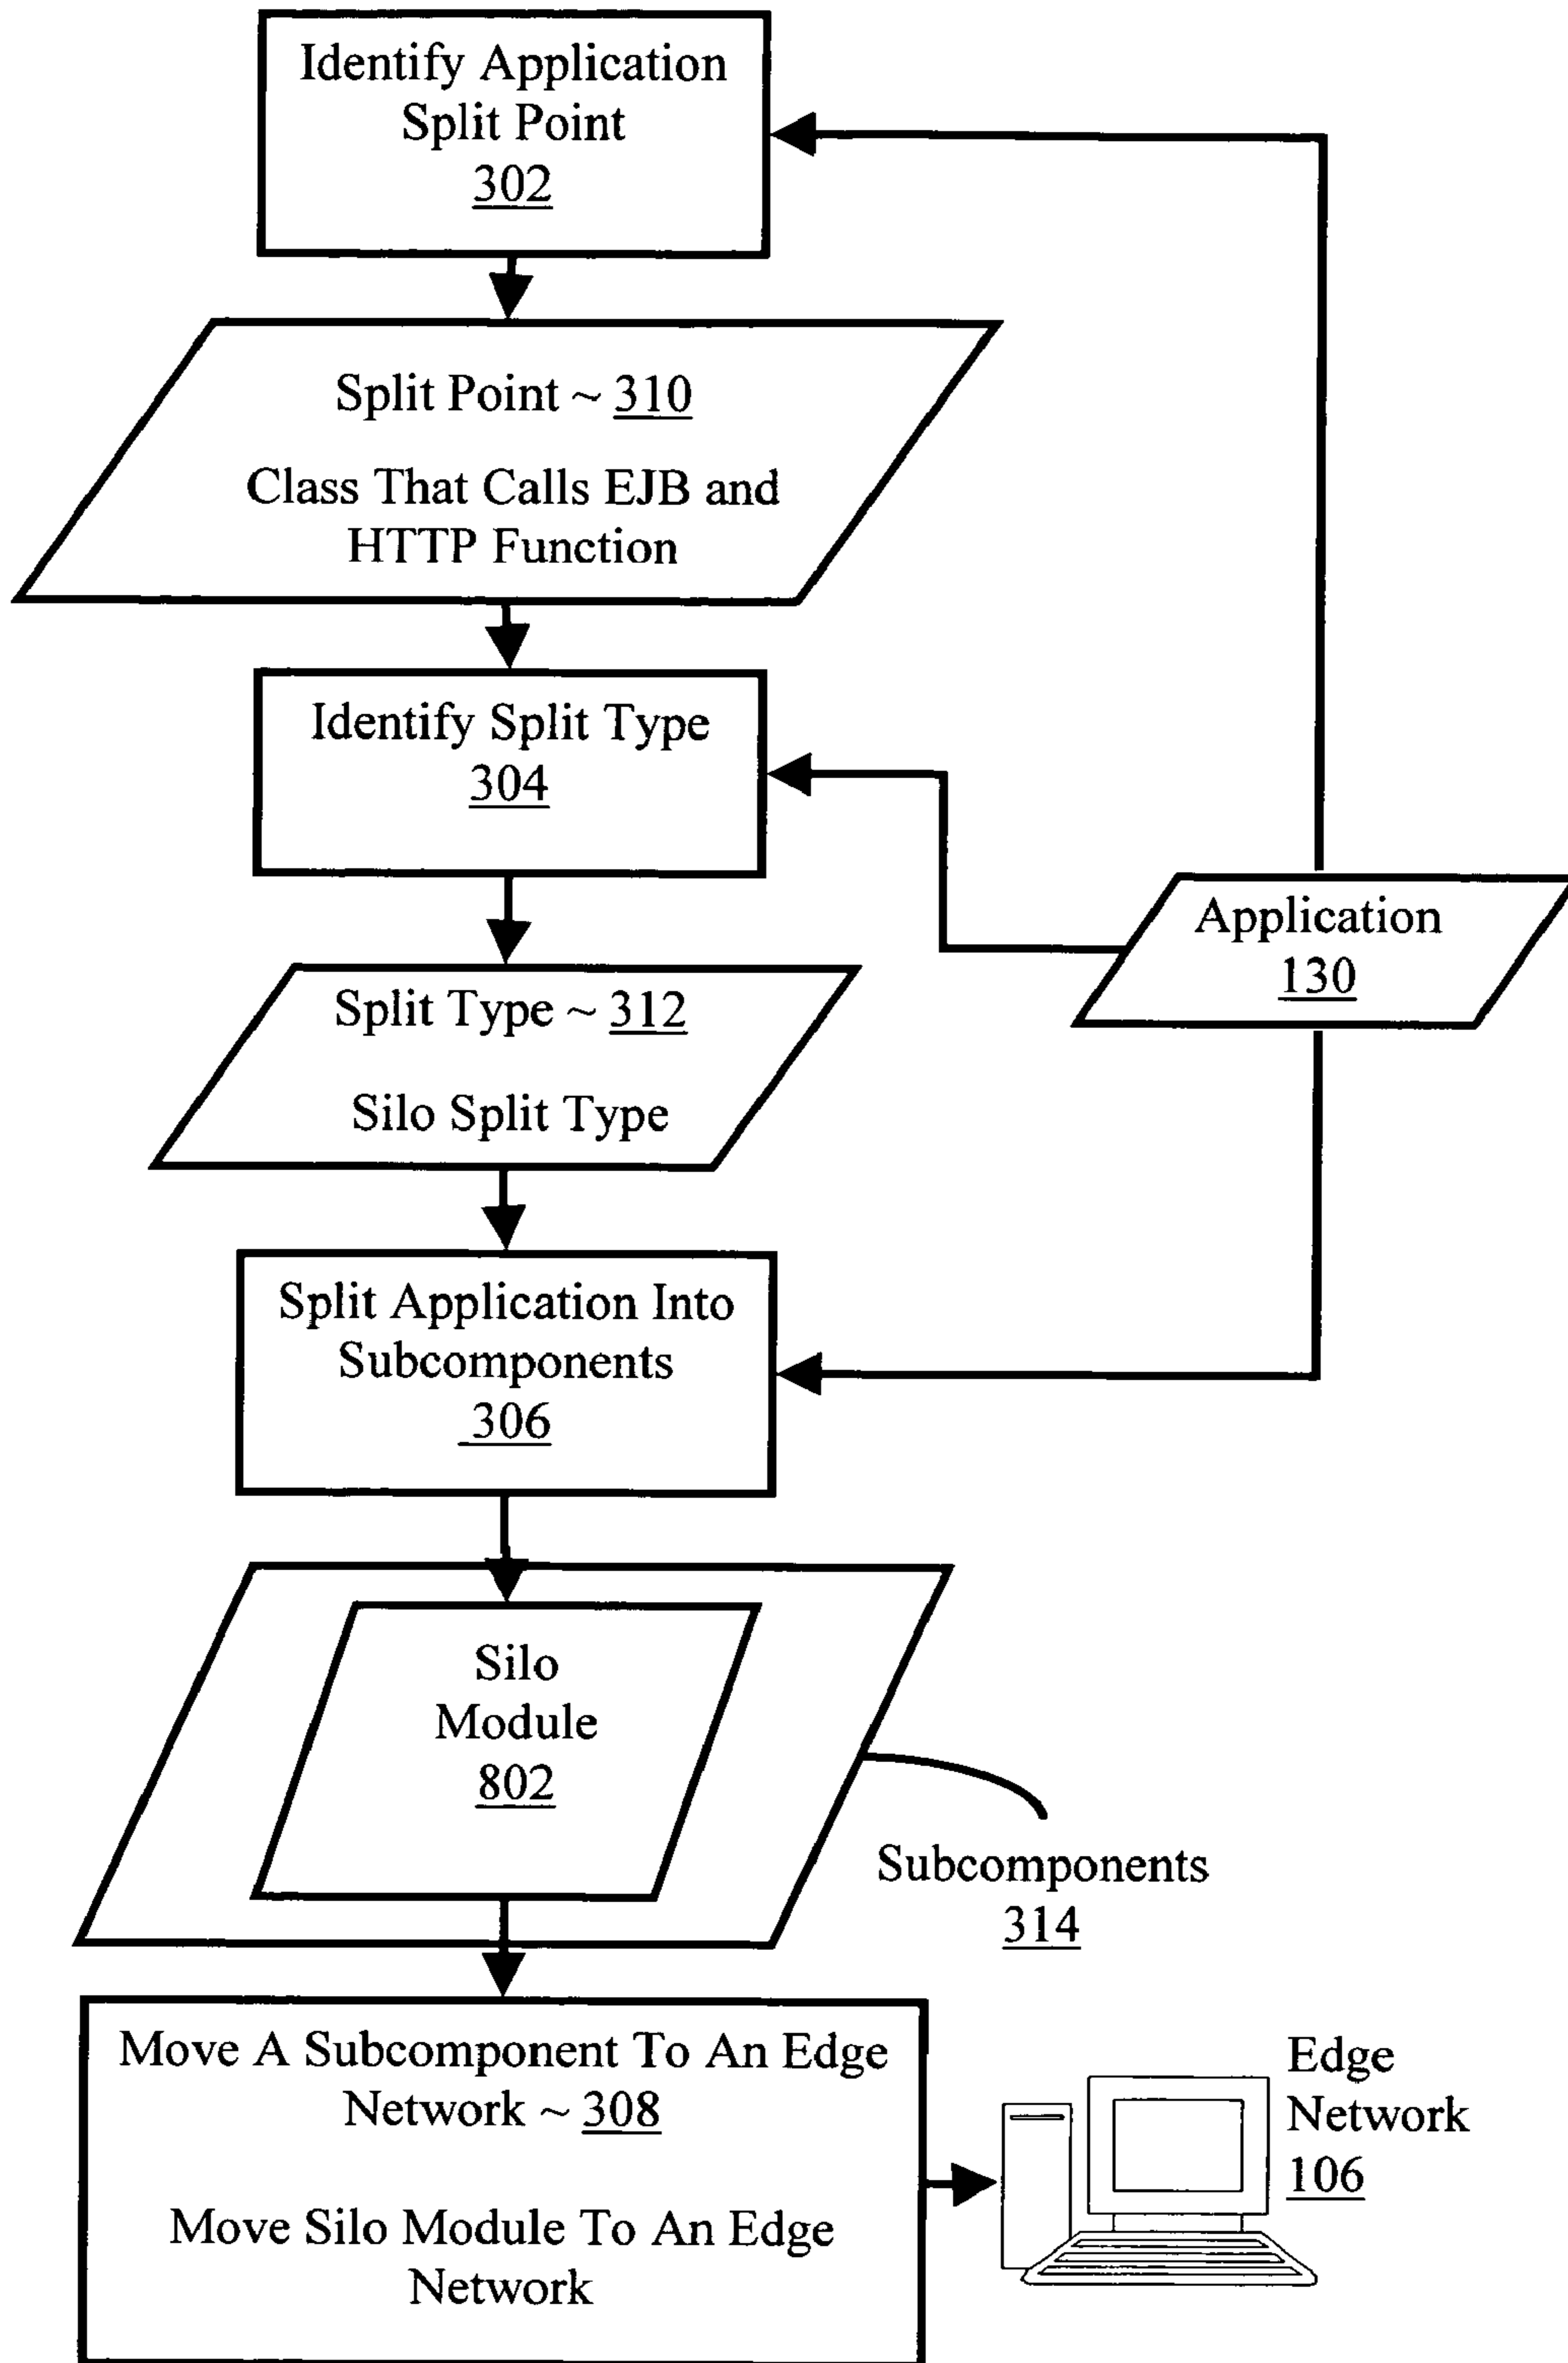 Identify Application
Split Point
302
Split Point ~ 310
Class That Calls EJB and
HTTP Function
Identify Split Type
304
Application
130
Split Type ~ 312
Silo Split Type
Split Application Into
Subcomponents
306
Silo
Module
802
Subcomponents
314
Move A Subcomponent To An Edge
Network ~ 308
Move Silo Module To An Edge
Network
Edge
Network
106